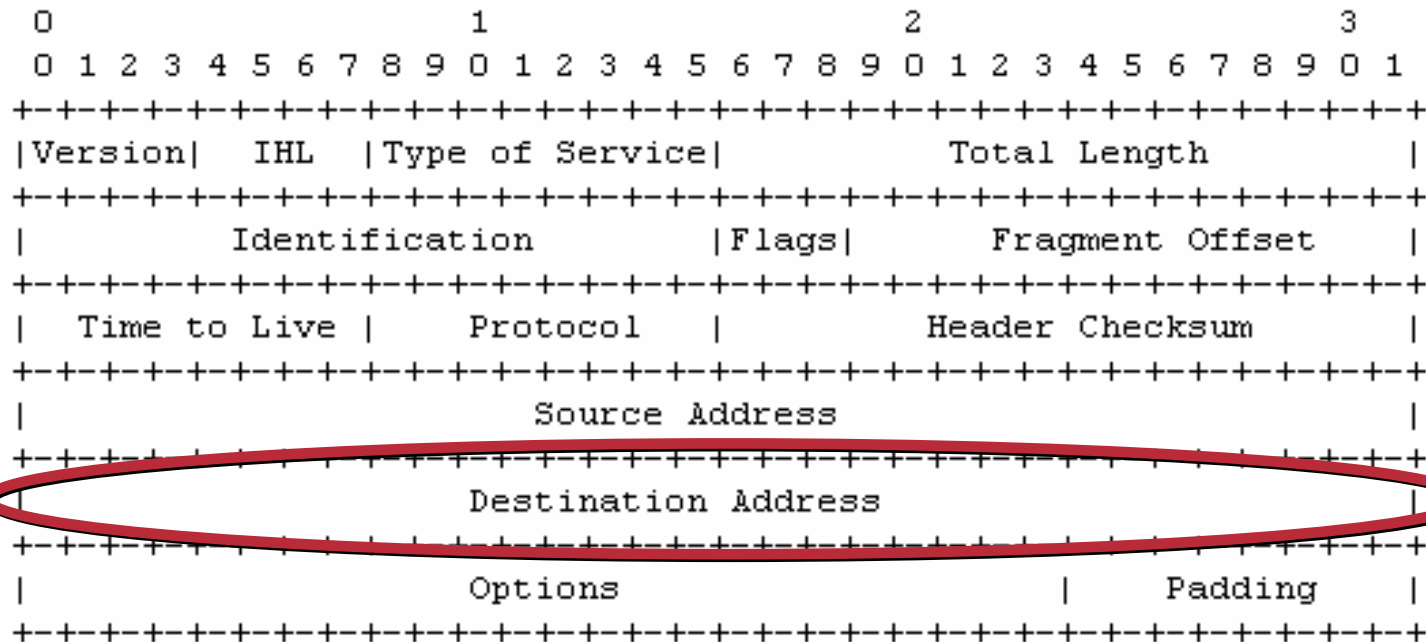 0                   1                   2                   3
0 1 2 3 4 5 6 7 8 9 0 1 2 3 4 5 6 7 8 9 0 1 2 3 4 5 6 7 8 9 0 1
+-+-+-+-+-+-+-+-+-+-+-+-+-+-+-+-+-+-+-+-+-+-+-+-+-+-+-+-+-+-+-+-+
|Version|  IHL  |Type of Service|          Total Length         |
+-+-+-+-+-+-+-+-+-+-+-+-+-+-+-+-+-+-+-+-+-+-+-+-+-+-+-+-+-+-+-+-+
|         Identification        |Flags|      Fragment Offset    |
+-+-+-+-+-+-+-+-+-+-+-+-+-+-+-+-+-+-+-+-+-+-+-+-+-+-+-+-+-+-+-+-+
|  Time to Live |    Protocol   |         Header Checksum       |
+-+-+-+-+-+-+-+-+-+-+-+-+-+-+-+-+-+-+-+-+-+-+-+-+-+-+-+-+-+-+-+-+
|                       Source Address                          |
+-+-+-+-+-+-+-+-+-+-+-+-+-+-+-+-+-+-+-+-+-+-+-+-+-+-+-+-+-+-+-+-+
|                    Destination Address                        |
+-+-+-+-+-+-+-+-+-+-+-+-+-+-+-+-+-+-+-+-+-+-+-+-+-+-+-+-+-+-+-+-+
|                    Options                    |    Padding    |
+-+-+-+-+-+-+-+-+-+-+-+-+-+-+-+-+-+-+-+-+-+-+-+-+-+-+-+-+-+-+-+-+